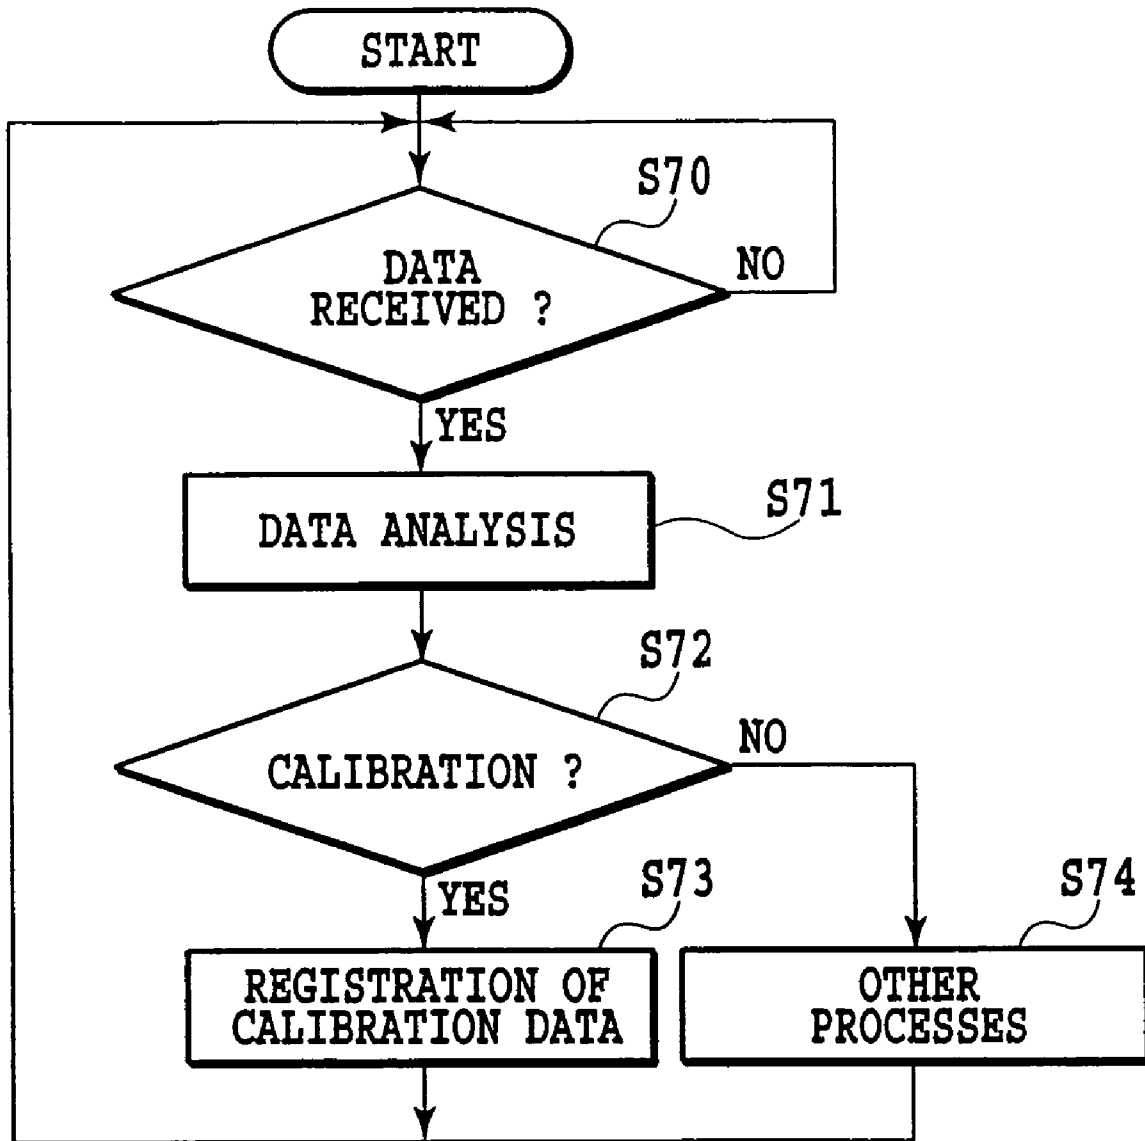 START
S70
DATA
RECEIVED ?
NO
YES
DATA ANALYSIS
S71
S72
CALIBRATION ?
NO
YES
S73
S74
REGISTRATION OF
CALIBRATION DATA
OTHER
PROCESSES